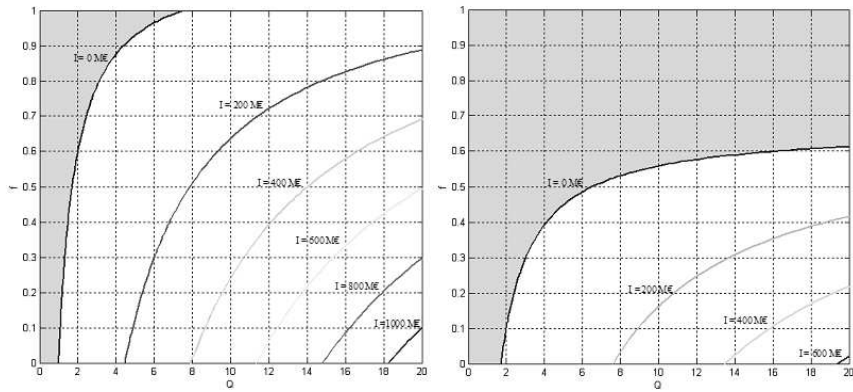 1
0.9
0.8
0.7
0.6
0.5
0.4
0.3
0.2
0.1
0
f
I = 0 M€
I = 200 M€
I = 400 M€
I = 600 M€
I = 800 M€
I=1000 M€
0 2 4 6 8 10 12 14 16 18 20
Q
1
0.9
0.8
0.7
0.6
0.5
0.4
0.3
0.2
0.1
0
f
I = 0 M€
I = 200 M€
I = 400 M€
I = 600 M€
0 2 4 6 8 10 12 14 16 18 20
Q